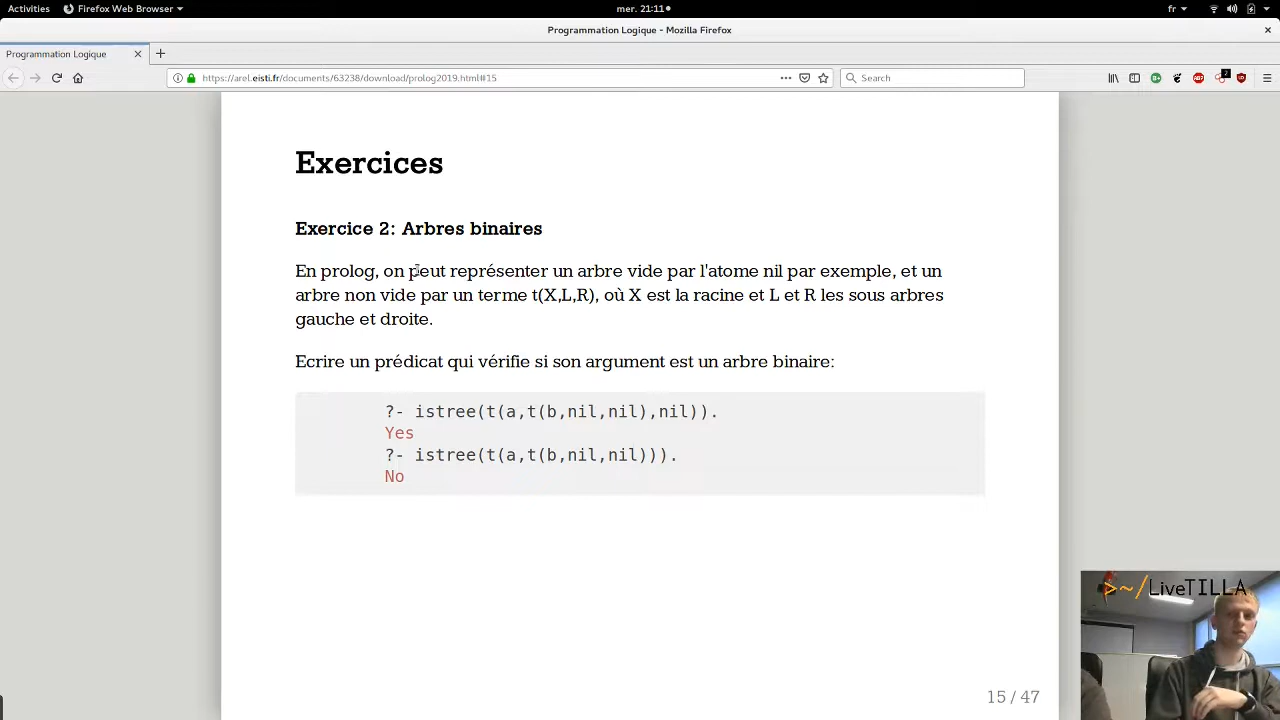 Activities Firefox Web Browser mer. 21:11 fr
Programmation Logique - Mozilla Firefox
Programmation Logique
https://arel.eisti.fr/documents/63238/download/prolog2019.html#15 Search 2
Exercices
Exercice 2: Arbres binaires
En prolog, on peut représenter un arbre vide par l'atome nil par exemple, et un
arbre non vide par un terme t(X,L,R), où X est la racine et L et R les sous arbres
gauche et droite.
Ecrire un prédicat qui vérifie si son argument est un arbre binaire:
?- istree(t(a,t(b,nil,nil),nil)).
Yes
?- istree(t(a,t(b,nil,nil))).
No
>~/LiveTILLA
15 / 47